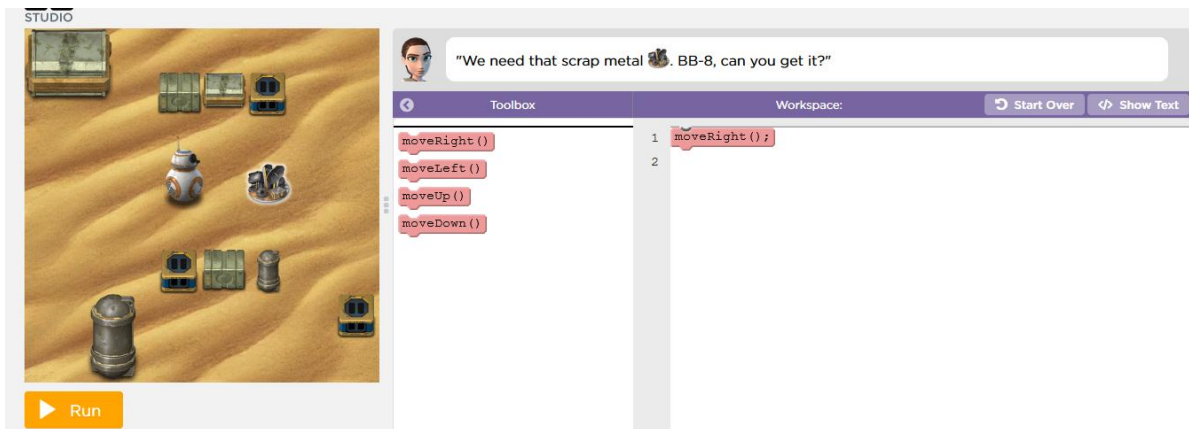 STUDIO
"We need that scrap metal . BB-8, can you get it?"
Toolbox
Workspace:
Start Over
</> Show Text
moveRight()
moveLeft()
moveUp()
moveDown()
1 moveRight();
2
Run